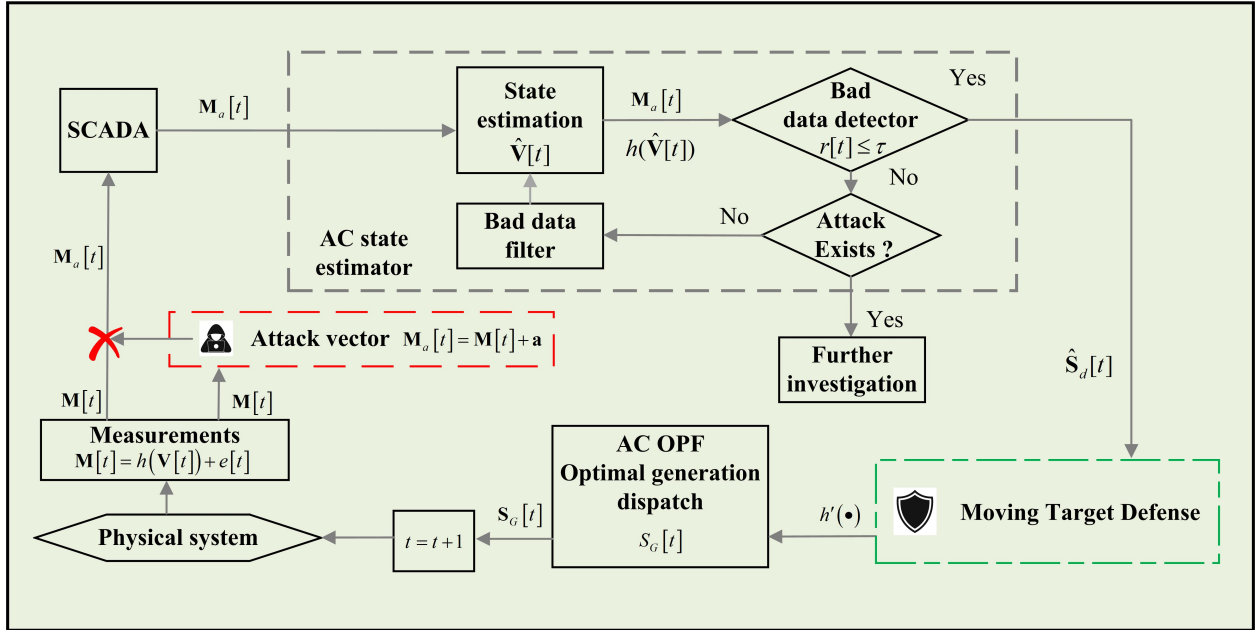 SCADA
M_a[t]
State
estimation
V̂[t]
M_a[t]
h(V̂[t])
Bad
data detector
r[t] ≤ τ
Yes
No
Attack
Exists ?
No
Bad data
filter
AC state
estimator
Yes
Further
investigation
M_a[t]
Attack vector M_a[t] = M[t] + a
M[t]
M[t]
Measurements
M[t] = h(V[t]) + e[t]
Physical system
t = t + 1
S_G[t]
AC OPF
Optimal generation
dispatch
S_G[t]
h′(•)
Moving Target Defense
Ŝ_d[t]